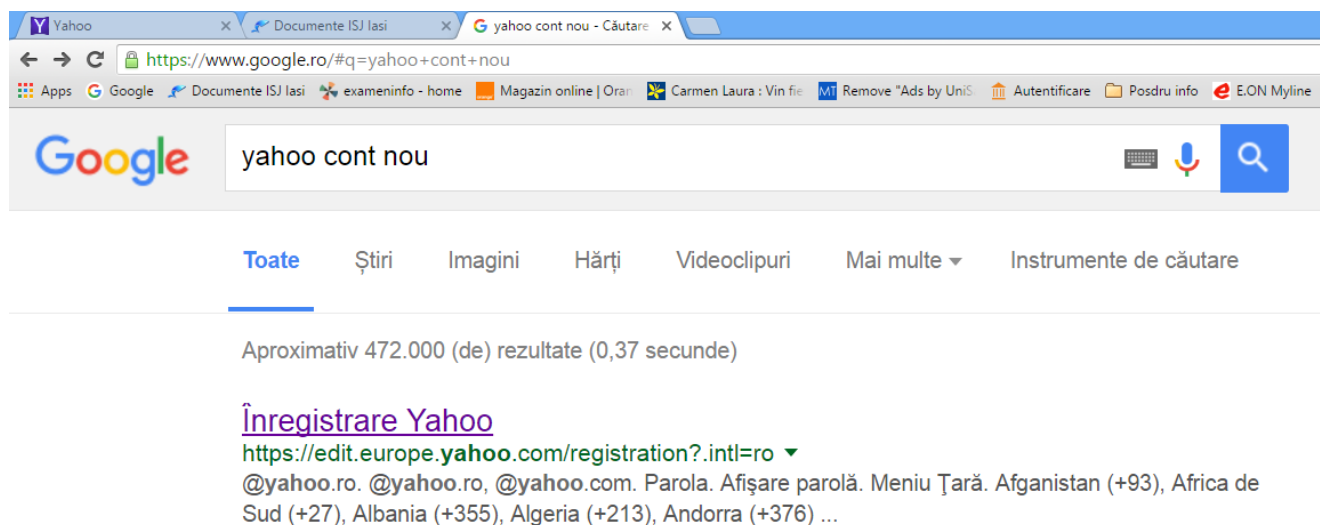 Yahoo Documente ISJ Iasi yahoo cont nou - Căutare
https://www.google.ro/#q=yahoo+cont+nou
Apps Google Documente ISJ Iasi exameninfo - home Magazin online | Oran Carmen Laura : Vin fie MT Remove "Ads by UniS Autentificare Posdru info E.ON Myline
Google yahoo cont nou
Toate Știri Imagini Hărți Videoclipuri Mai multe Instrumente de căutare
Aproximativ 472.000 (de) rezultate (0,37 secunde)
Înregistrare Yahoo
https://edit.europe.yahoo.com/registration?.intl=ro
@yahoo.ro. @yahoo.ro, @yahoo.com. Parola. Afişare parolă. Meniu Ţară. Afganistan (+93), Africa de
Sud (+27), Albania (+355), Algeria (+213), Andorra (+376) ...